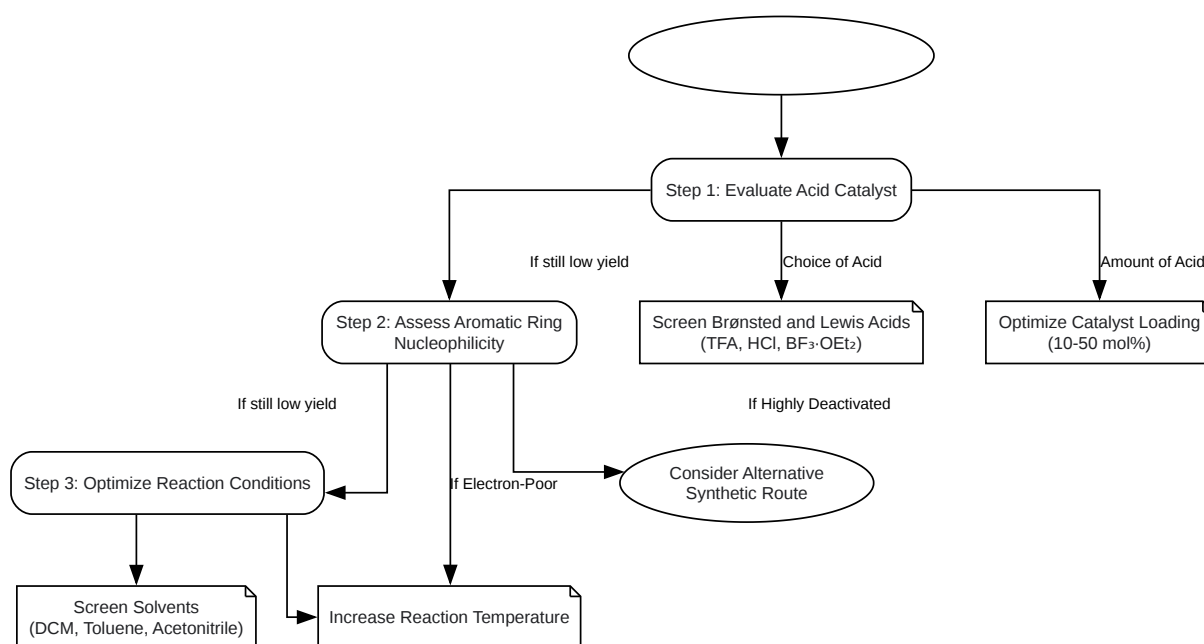 Step 1: Evaluate Acid Catalyst
If still low yield
Choice of Acid
Amount of Acid
Step 2: Assess Aromatic Ring
Nucleophilicity
Screen Brønsted and Lewis Acids
(TFA, HCl, BF₃·OEt₂)
Optimize Catalyst Loading
(10-50 mol%)
If still low yield
If Highly Deactivated
Step 3: Optimize Reaction Conditions
If Electron-Poor
Consider Alternative
Synthetic Route
Screen Solvents
(DCM, Toluene, Acetonitrile)
Increase Reaction Temperature